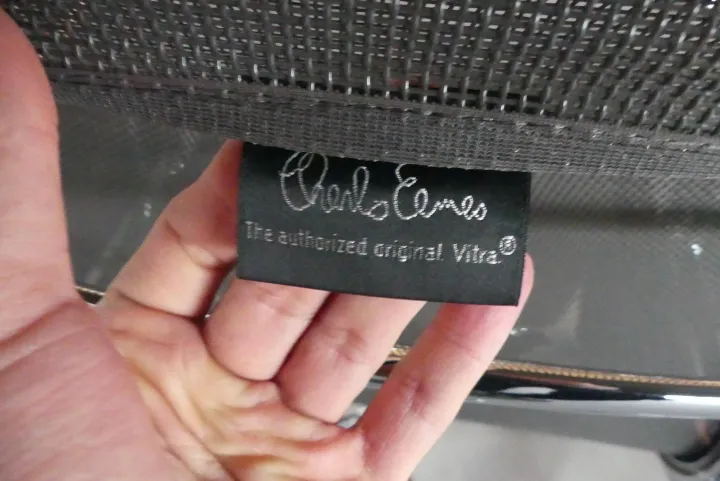 Charles Eames
The authorized original. Vitra.®